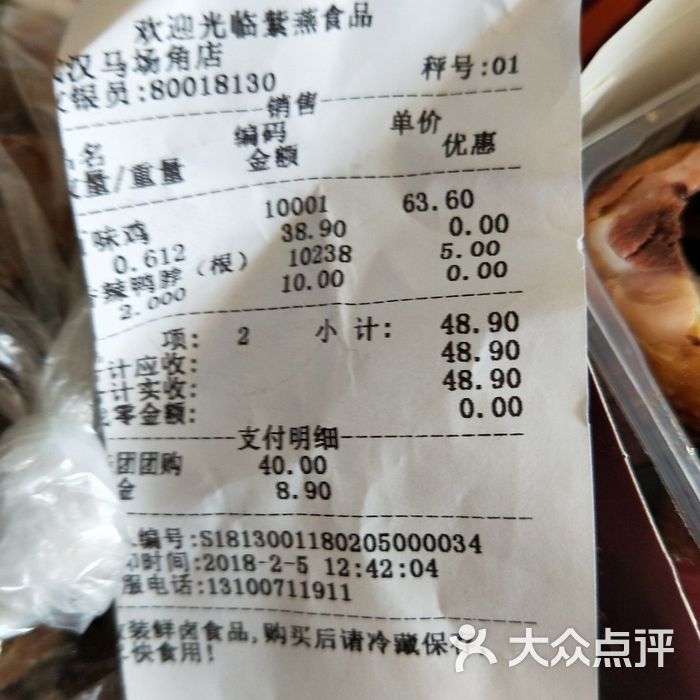 欢迎光临紫燕食品
汉马场角店
银员:80018130 秤号:01
销售
名 编码 单价
量/重量 金额 优惠
味鸡 10001 63.60
0.612 38.90 0.00
辣鸭脖(根) 10238 5.00
2.000 10.00 0.00
项: 2 小计: 48.90
计应收: 48.90
计实收: 48.90
零金额: 0.00
支付明细
团团购 40.00
金 8.90
编号:S1813001180205000034
时间:2018-2-5 12:42:04
服电话:13100711911
装鲜卤食品,购买后请冷藏保
快食用!
大众点评